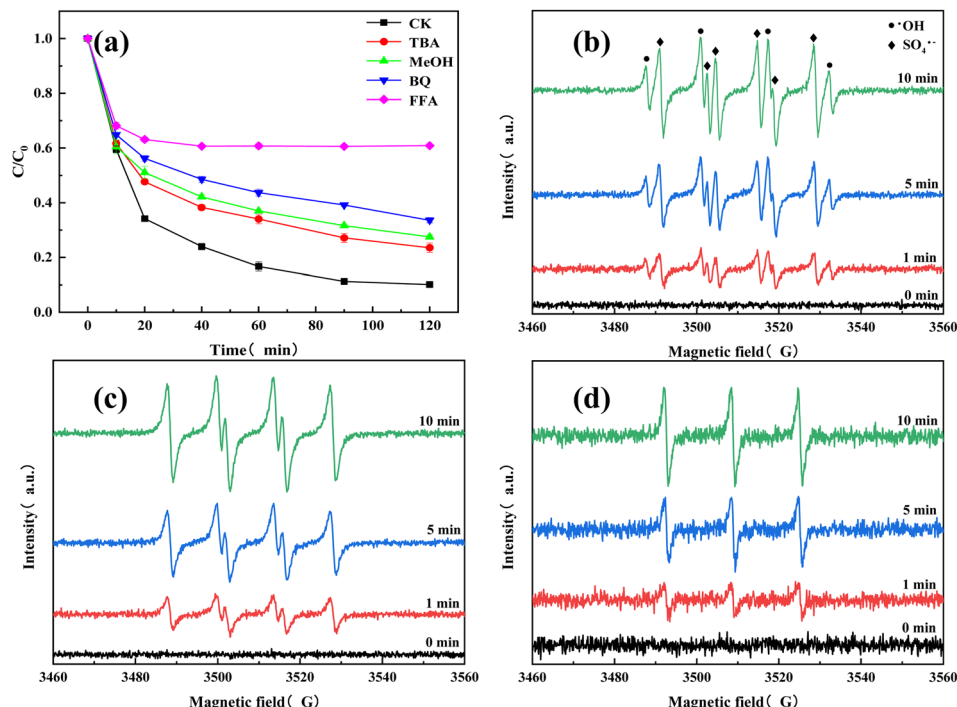 (a)
CK
TBA
MeOH
BQ
FFA
1.0
0.8
0.6
0.4
0.2
0.0
C/C0
0 20 40 60 80 100 120
Time( min)
(b)
•OH
SO4•-
10 min
5 min
1 min
0 min
Intensity( a.u.)
3460 3480 3500 3520 3540 3560
Magnetic field( G)
(c)
10 min
5 min
1 min
0 min
Intensity( a.u.)
3460 3480 3500 3520 3540 3560
Magnetic field( G)
(d)
10 min
5 min
1 min
0 min
Intensity( a.u.)
3460 3480 3500 3520 3540 3560
Magnetic field( G)